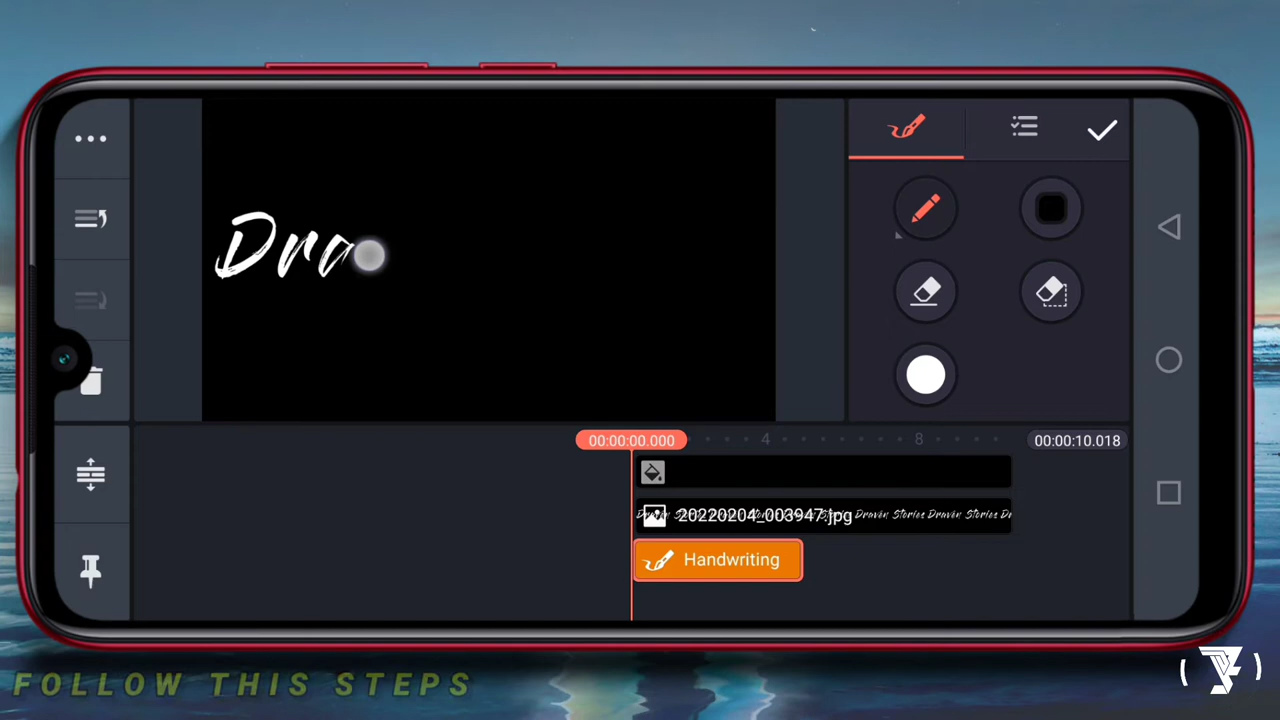 Dra
00:00:00.000
4
8
00:00:10.018
20220204_003947.jpg
Handwriting
FOLLOW THIS STEPS